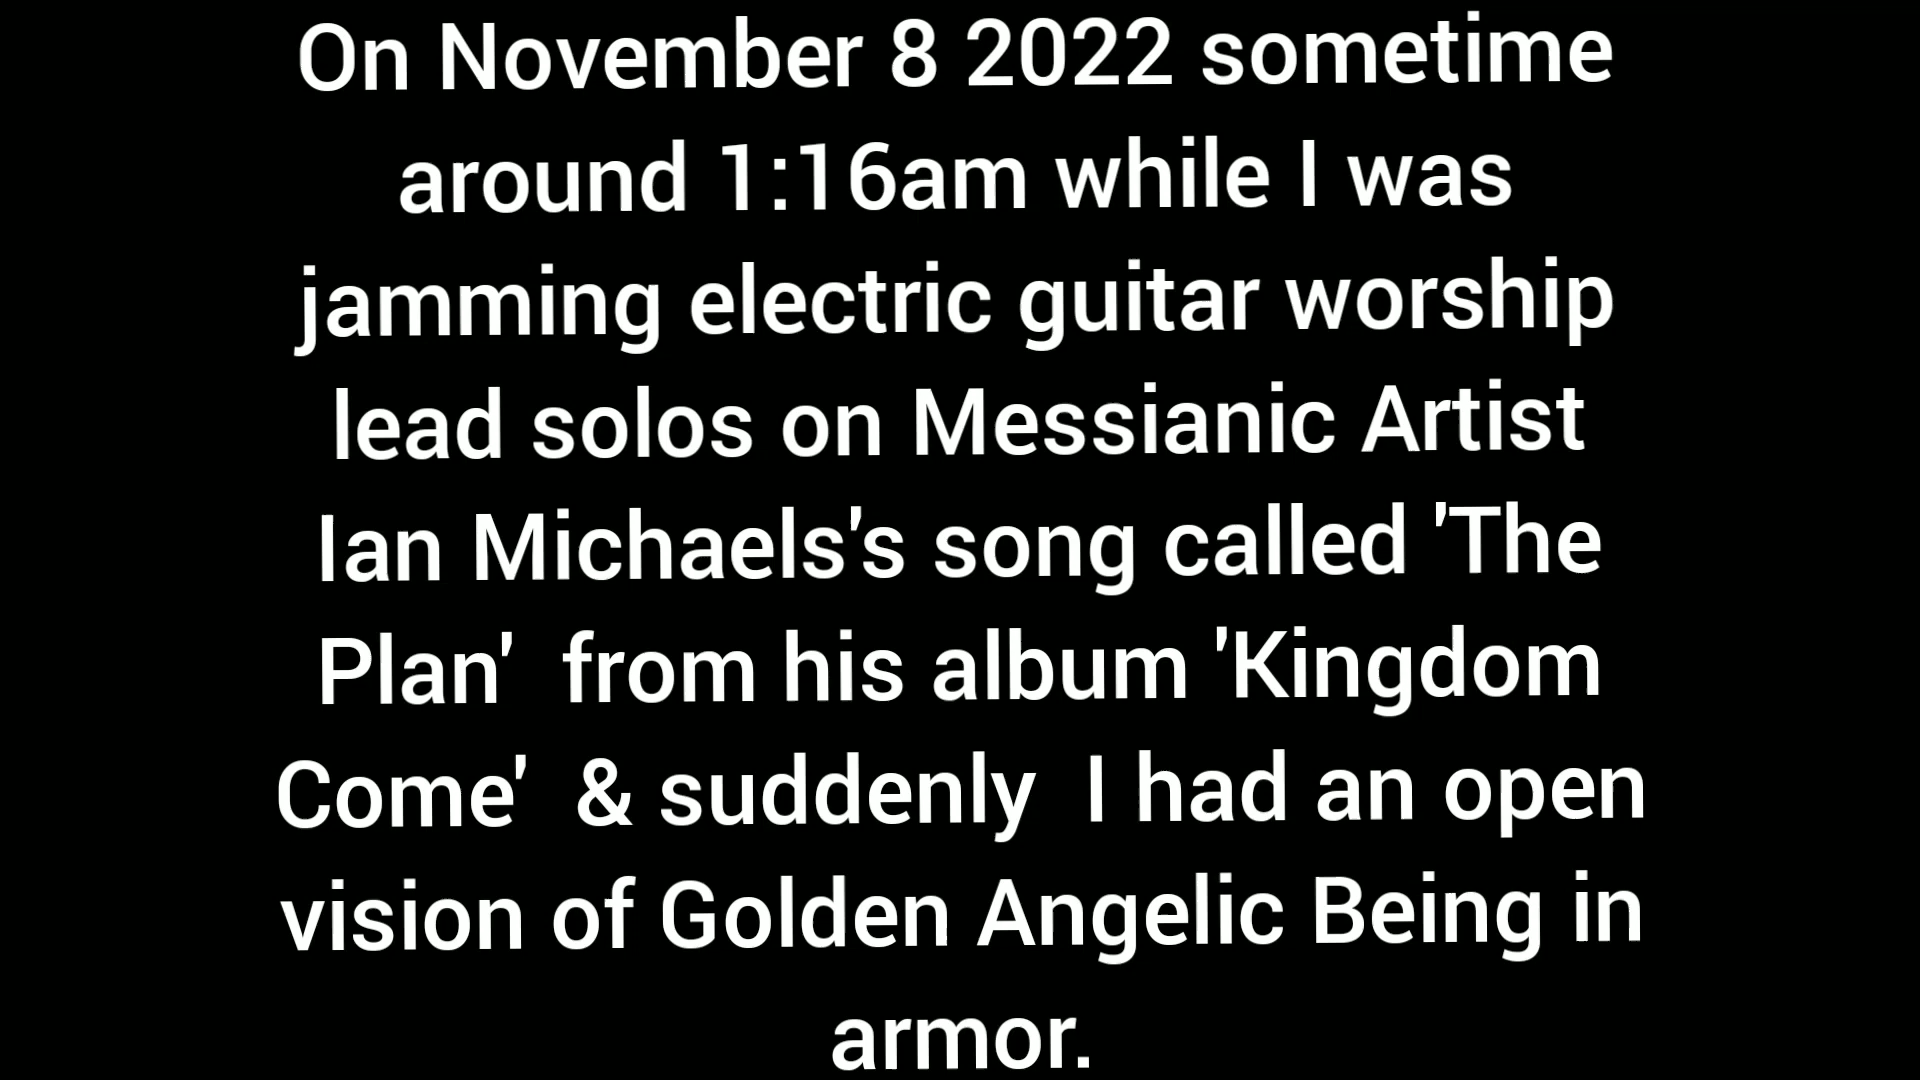 On November 8 2022 sometime
around 1:16am while I was
jamming electric guitar worship
lead solos on Messianic Artist
Ian Michaels's song called 'The
Plan'  from his album 'Kingdom
Come'  & suddenly  I had an open
vision of Golden Angelic Being in
armor.